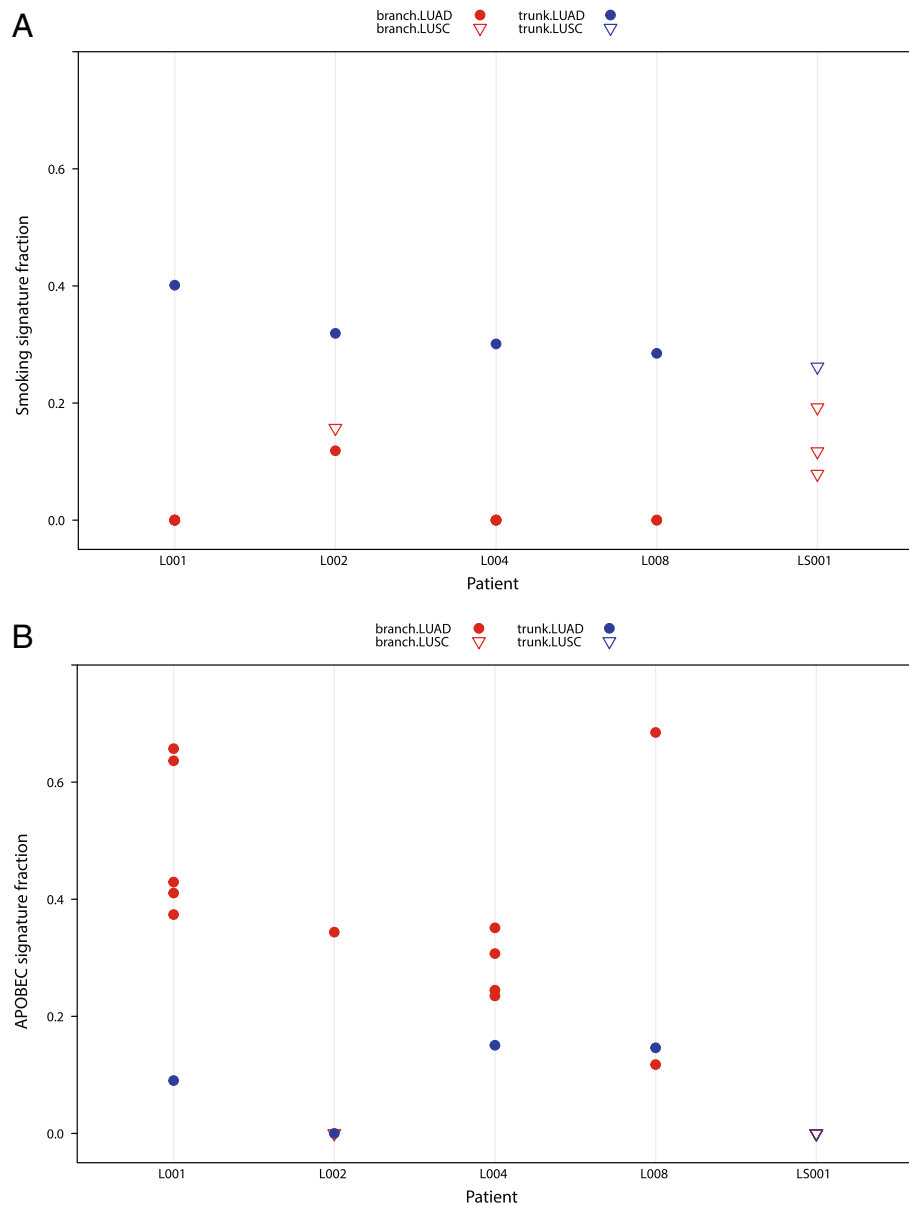 A
branch.LUAD trunk.LUAD
branch.LUSC trunk.LUSC
Smoking signature fraction
0.6
0.4
0.2
0.0
L001 L002 L004 L008 LS001
Patient
B
branch.LUAD trunk.LUAD
branch.LUSC trunk.LUSC
APOBEC signature fraction
0.6
0.4
0.2
0.0
L001 L002 L004 L008 LS001
Patient